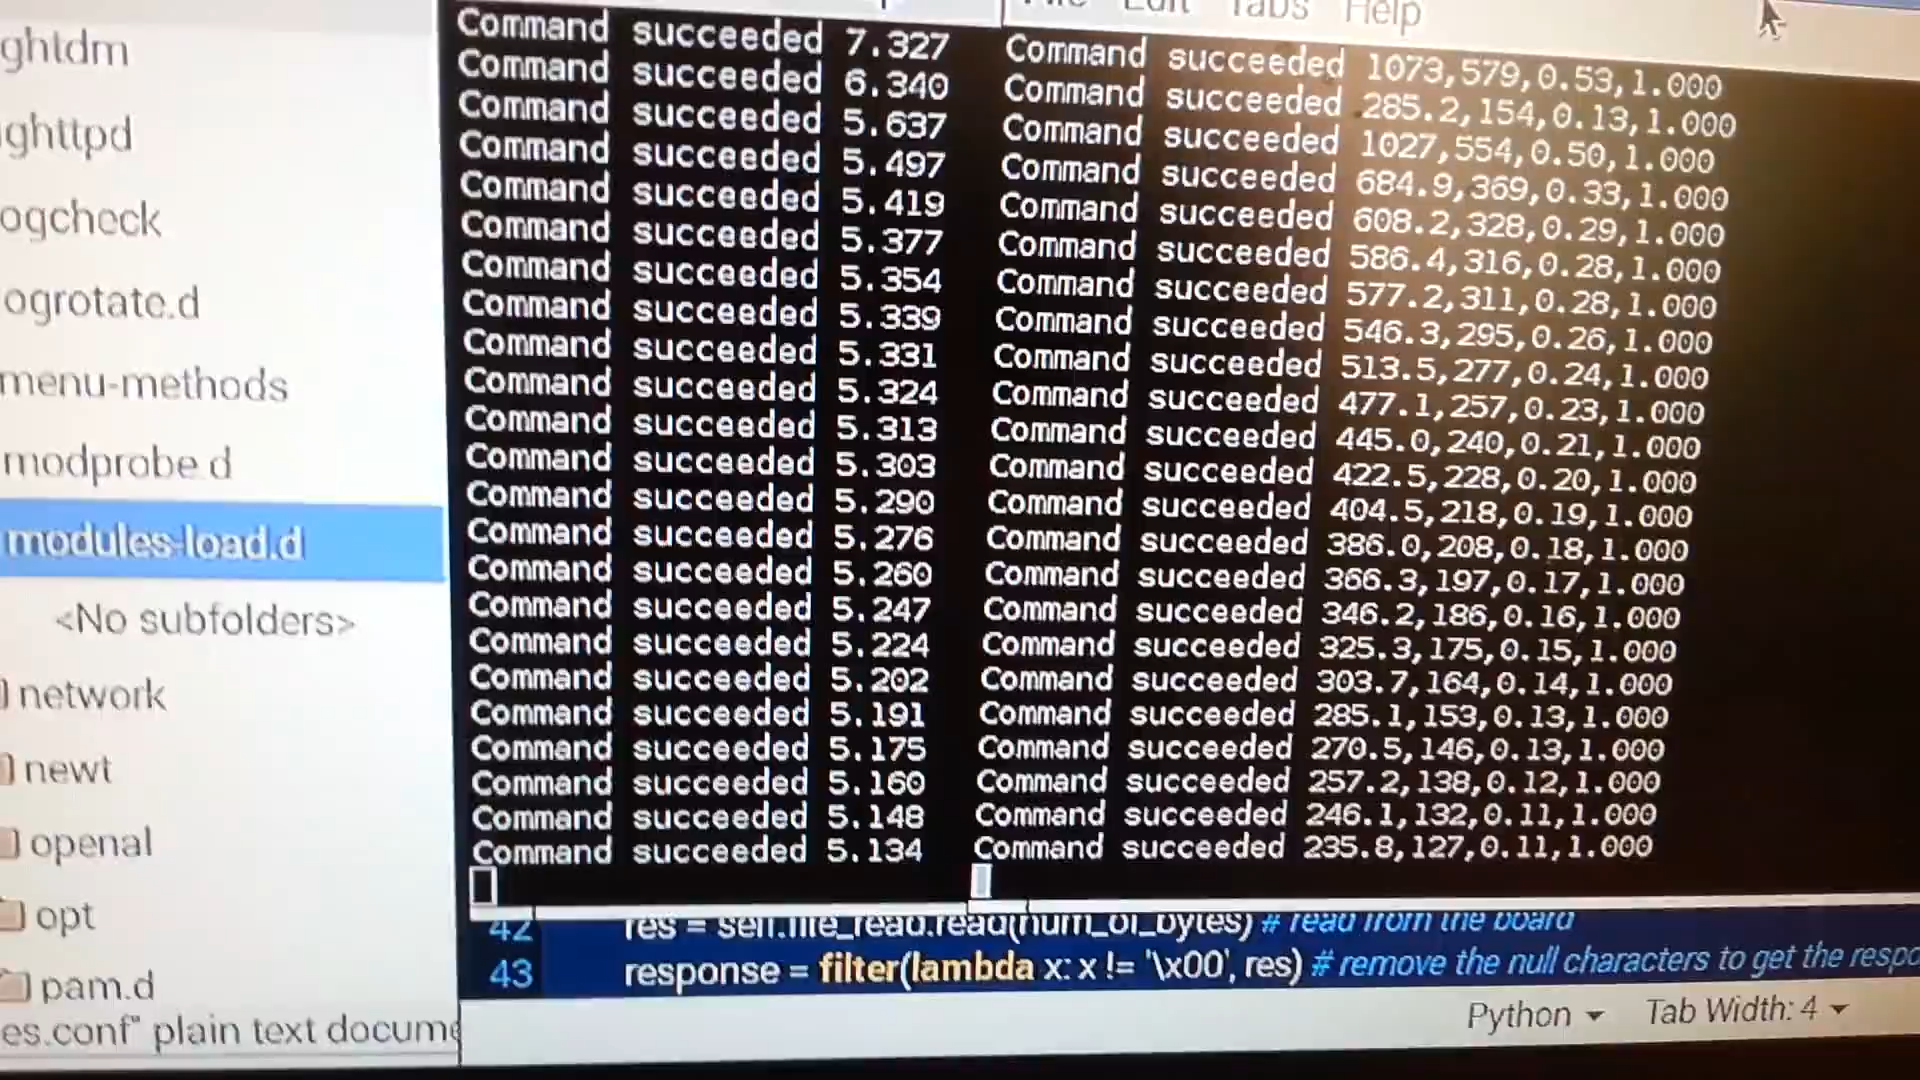 ghtdm
ghttpd
ogcheck
ogrotate.d
menu-methods
modprobe.d
modules-load.d
<No subfolders>
network
newt
openal
opt
pam.d
es.conf" plain text docume
Command succeeded 7.327
Command succeeded 6.340
Command succeeded 5.637
Command succeeded 5.497
Command succeeded 5.419
Command succeeded 5.377
Command succeeded 5.354
Command succeeded 5.339
Command succeeded 5.331
Command succeeded 5.324
Command succeeded 5.313
Command succeeded 5.303
Command succeeded 5.290
Command succeeded 5.276
Command succeeded 5.260
Command succeeded 5.247
Command succeeded 5.224
Command succeeded 5.202
Command succeeded 5.191
Command succeeded 5.175
Command succeeded 5.160
Command succeeded 5.148
Command succeeded 5.134
File Edit Tabs Help
Command succeeded 1073,579,0.53,1.000
Command succeeded 285.2,154,0.13,1.000
Command succeeded 1027,554,0.50,1.000
Command succeeded 684.9,369,0.33,1.000
Command succeeded 608.2,328,0.29,1.000
Command succeeded 586.4,316,0.28,1.000
Command succeeded 577.2,311,0.28,1.000
Command succeeded 546.3,295,0.26,1.000
Command succeeded 513.5,277,0.24,1.000
Command succeeded 477.1,257,0.23,1.000
Command succeeded 445.0,240,0.21,1.000
Command succeeded 422.5,228,0.20,1.000
Command succeeded 404.5,218,0.19,1.000
Command succeeded 386.0,208,0.18,1.000
Command succeeded 366.3,197,0.17,1.000
Command succeeded 346.2,186,0.16,1.000
Command succeeded 325.3,175,0.15,1.000
Command succeeded 303.7,164,0.14,1.000
Command succeeded 285.1,153,0.13,1.000
Command succeeded 270.5,146,0.13,1.000
Command succeeded 257.2,138,0.12,1.000
Command succeeded 246.1,132,0.11,1.000
Command succeeded 235.8,127,0.11,1.000
42 res = self.file_read.read(num_of_bytes) # read from the board
43 response = filter(lambda x: x != '\x00', res) # remove the null characters to get the respo
Python Tab Width: 4